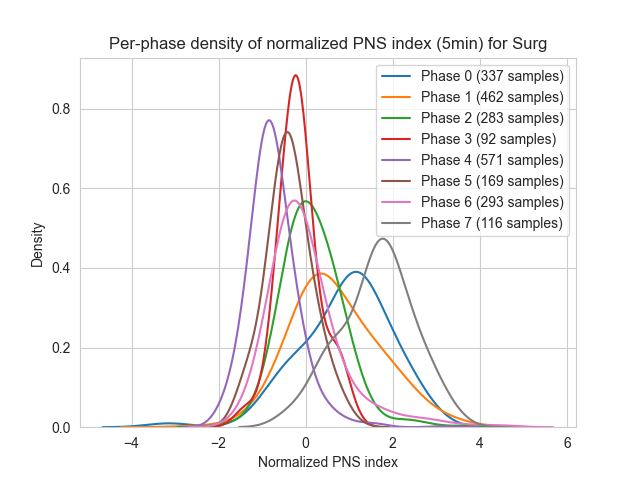 Per-phase density of normalized PNS index (5min) for Surg
Phase 0 (337 samples)
Phase 1 (462 samples)
Phase 2 (283 samples)
Phase 3 (92 samples)
Phase 4 (571 samples)
Phase 5 (169 samples)
Phase 6 (293 samples)
Phase 7 (116 samples)
Density
0.8
0.6
0.4
0.2
0.0
−4 −2 0 2 4 6
Normalized PNS index